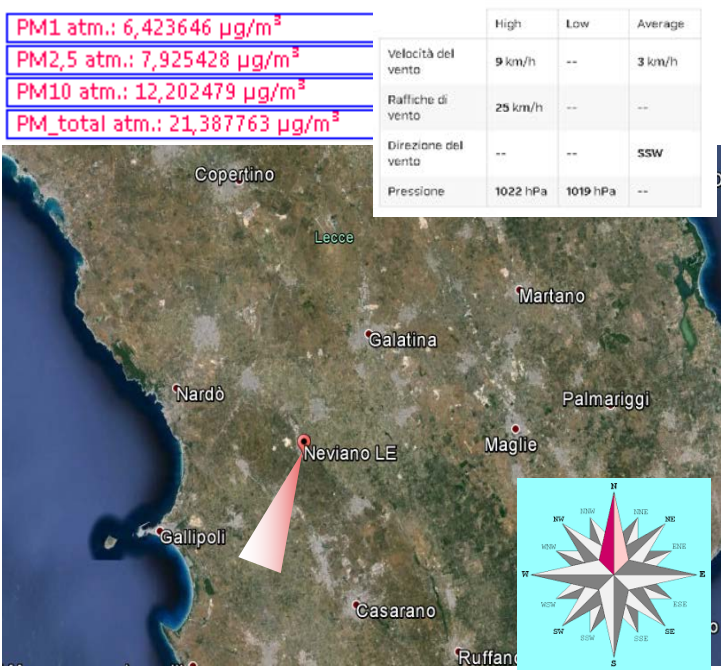 PM1 atm.: 6,423646 µg/m³
PM2,5 atm.: 7,925428 µg/m³
PM10 atm.: 12,202479 µg/m³
PM_total atm.: 21,387763 µg/m³
High Low Average
Velocità del
vento
9 km/h -- 3 km/h
Raffiche di
vento
25 km/h -- --
Direzione del
vento
-- -- SSW
Pressione 1022 hPa 1019 hPa --
Copertino
Lecce
Martano
Galatina
Nardò
Palmariggi
Maglie
Neviano LE
Gallipoli
Casarano
Ruffano
N
NNW NNE
NW NE
WNW ENE
W E
WSW ESE
SW SE
SSW SSE
S